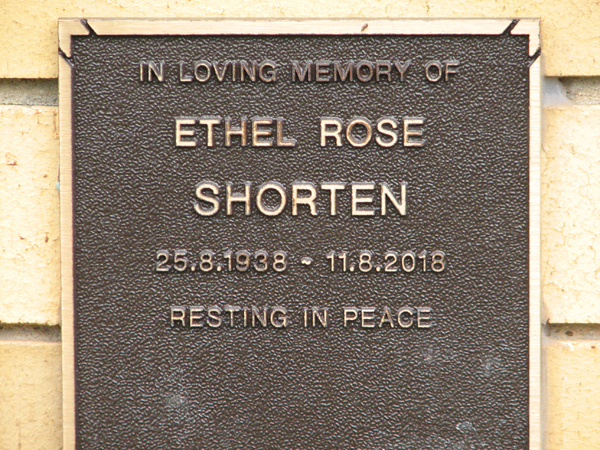 IN LOVING MEMORY OF
ETHEL ROSE
SHORTEN
25.8.1938 - 11.8.2018
RESTING IN PEACE